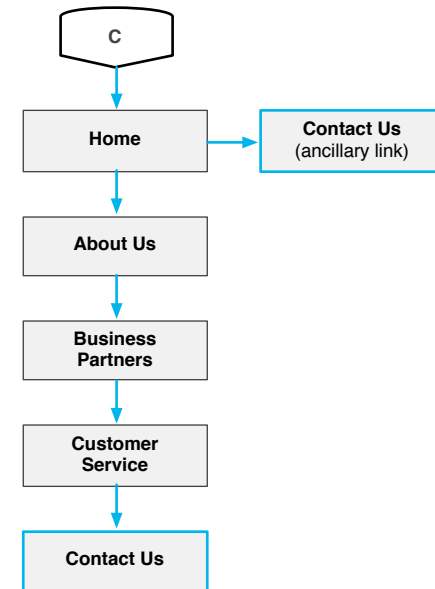 C
Home
Contact Us
(ancillary link)
About Us
Business
Partners
Customer
Service
Contact Us